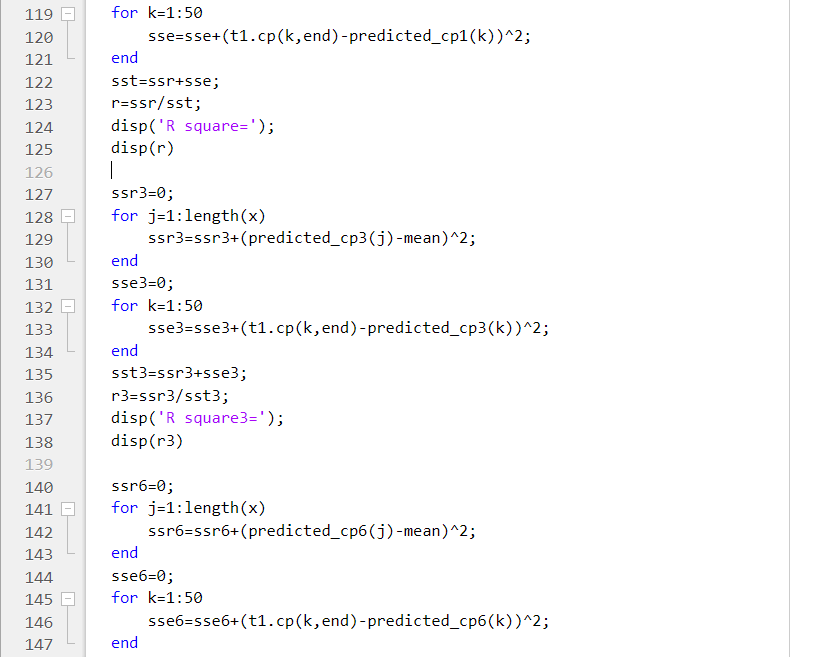 119 for k=1:50
120 sse=sse+(t1.cp(k,end)-predicted_cp1(k))^2;
121 end
122 sst=ssr+sse;
123 r=ssr/sst;
124 disp('R square=');
125 disp(r)
126
127 ssr3=0;
128 for j=1:length(x)
129 ssr3=ssr3+(predicted_cp3(j)-mean)^2;
130 end
131 sse3=0;
132 for k=1:50
133 sse3=sse3+(t1.cp(k,end)-predicted_cp3(k))^2;
134 end
135 sst3=ssr3+sse3;
136 r3=ssr3/sst3;
137 disp('R square3=');
138 disp(r3)
139
140 ssr6=0;
141 for j=1:length(x)
142 ssr6=ssr6+(predicted_cp6(j)-mean)^2;
143 end
144 sse6=0;
145 for k=1:50
146 sse6=sse6+(t1.cp(k,end)-predicted_cp6(k))^2;
147 end